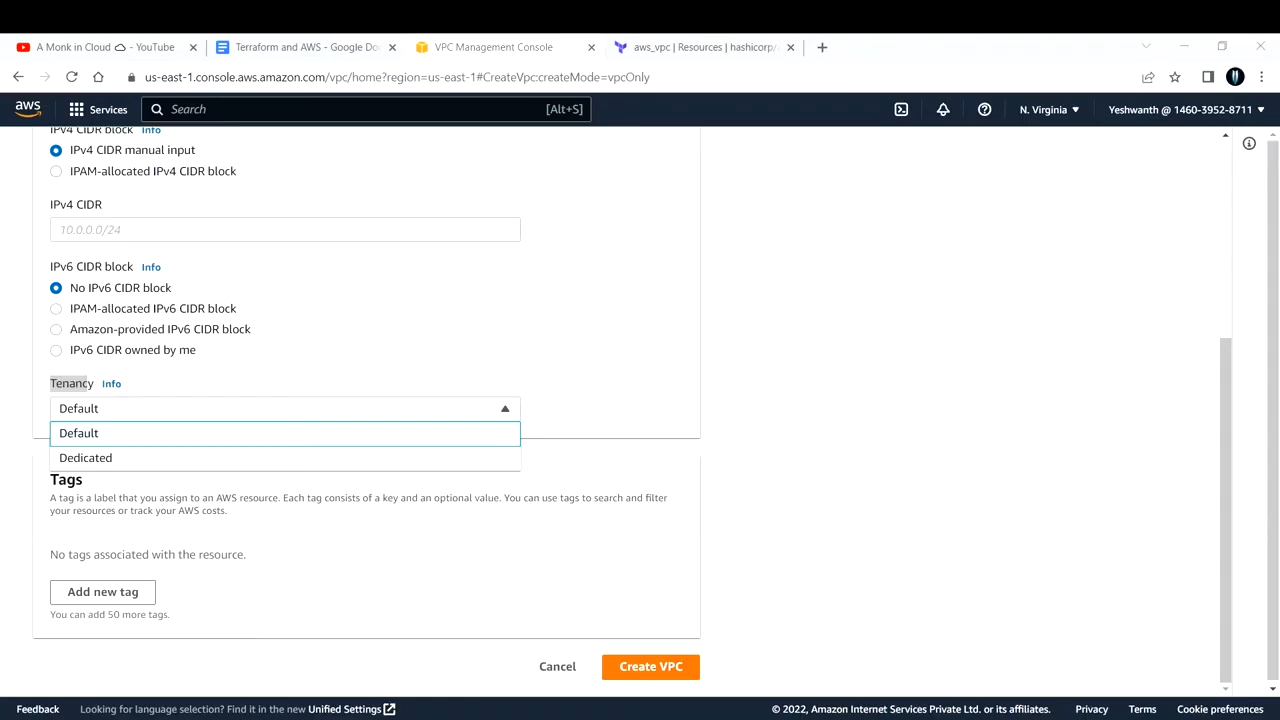 A Monk in Cloud - YouTube
Terraform and AWS - Google Do
VPC Management Console
aws_vpc | Resources | hashicorp/
us-east-1.console.aws.amazon.com/vpc/home?region=us-east-1#CreateVpc:createMode=vpcOnly
aws
Services
Search
[Alt+S]
N. Virginia
Yeshwanth @ 1460-3952-8711
IPv4 CIDR block Info
IPv4 CIDR manual input
IPAM-allocated IPv4 CIDR block
IPv4 CIDR
10.0.0.0/24
IPv6 CIDR block Info
No IPv6 CIDR block
IPAM-allocated IPv6 CIDR block
Amazon-provided IPv6 CIDR block
IPv6 CIDR owned by me
Tenancy Info
Default
Default
Dedicated
Tags
A tag is a label that you assign to an AWS resource. Each tag consists of a key and an optional value. You can use tags to search and filter
your resources or track your AWS costs.
No tags associated with the resource.
Add new tag
You can add 50 more tags.
Cancel
Create VPC
Feedback
Looking for language selection? Find it in the new Unified Settings
© 2022, Amazon Internet Services Private Ltd. or its affiliates.
Privacy
Terms
Cookie preferences